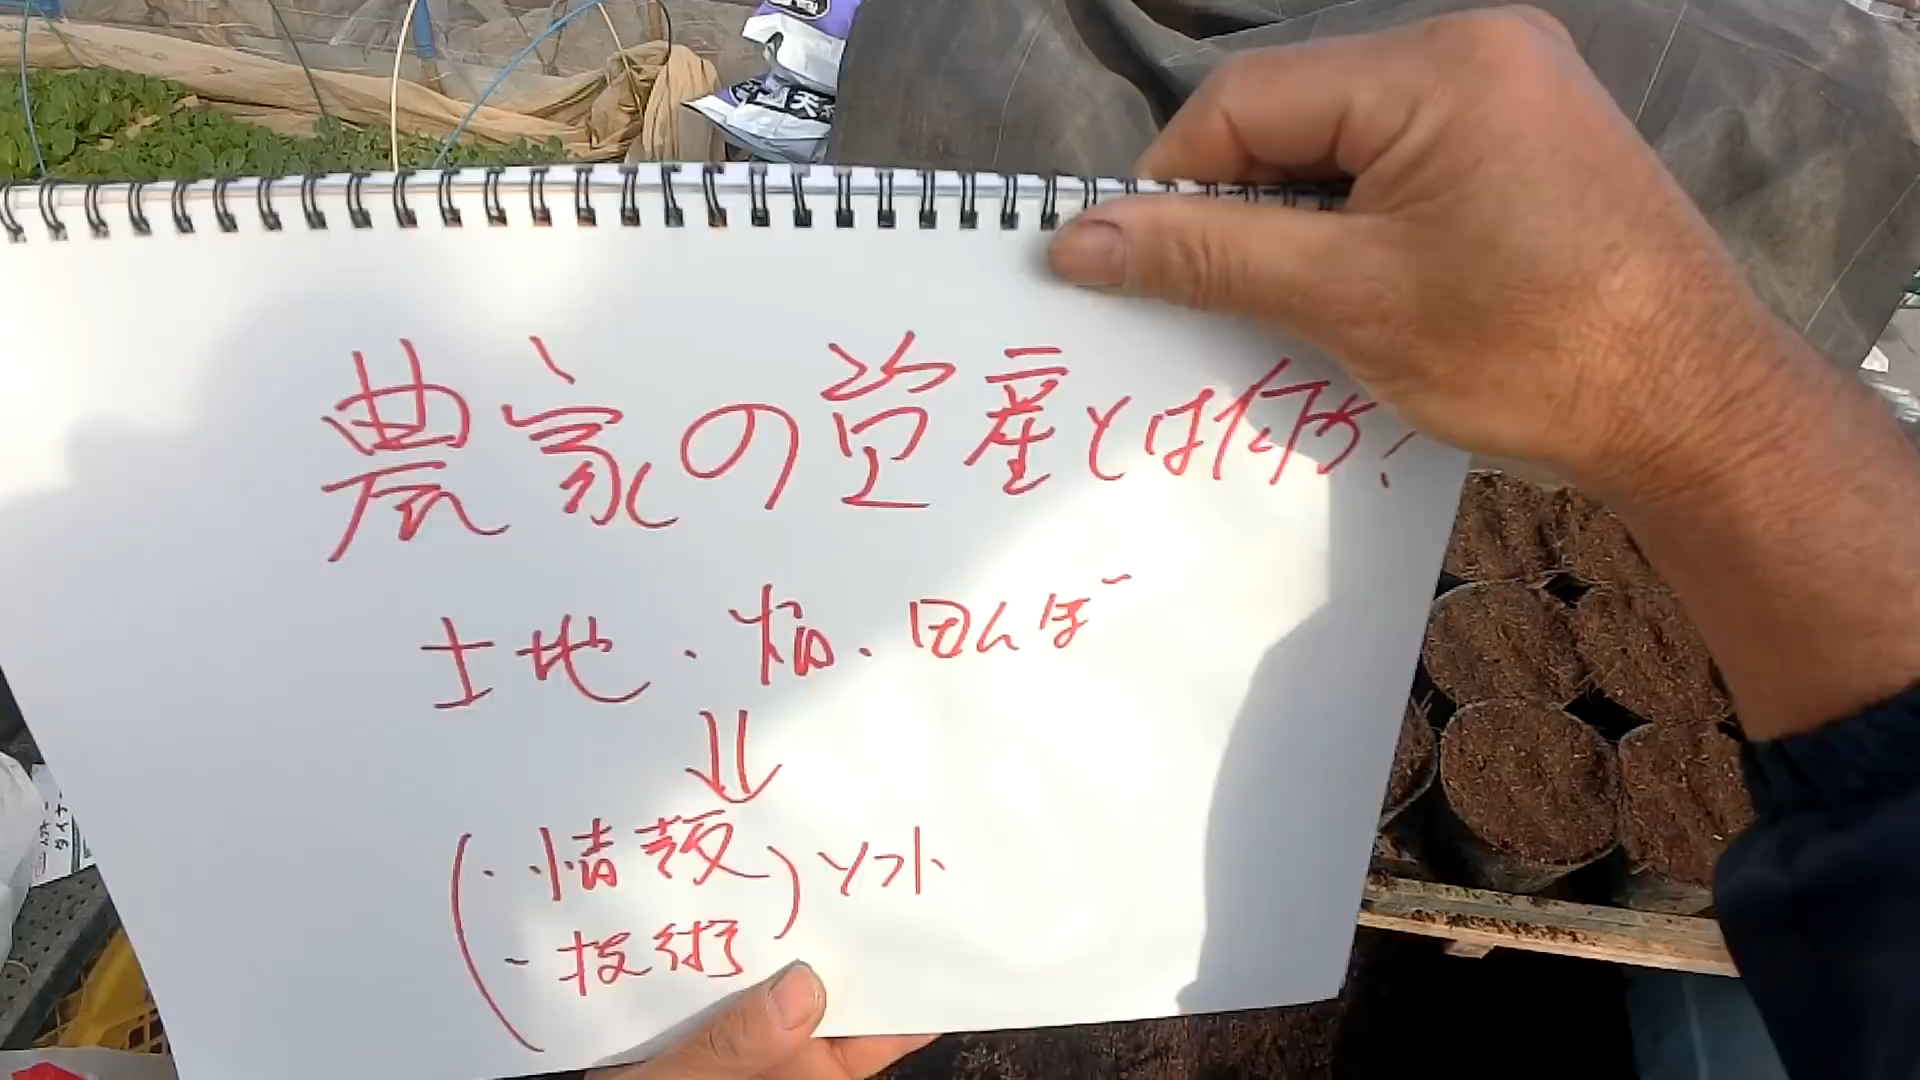 農家の資産とは何か?
土地・畑・田んぼ
(・情報
・技術)ソフト
天